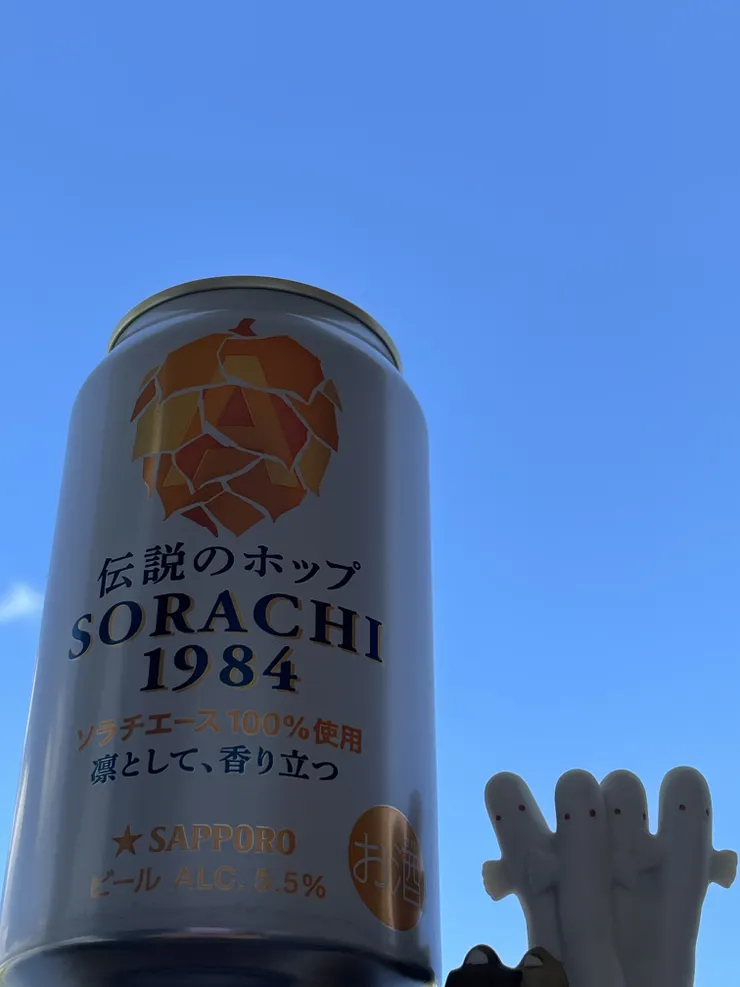 伝説のホップ
SORACHI
1984
ソラチエース100%使用
凛として、香り立つ
★SAPPORO
ビール ALC. 5.5%
お酒